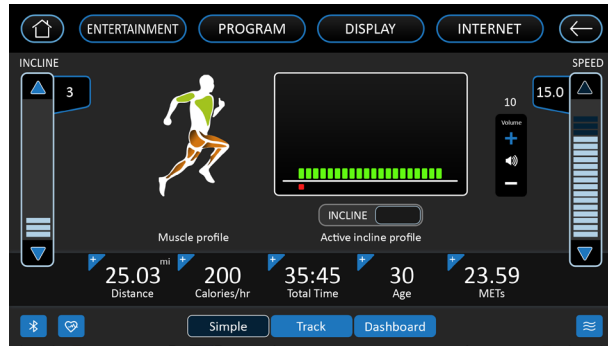 ENTERTAINMENT PROGRAM DISPLAY INTERNET
INCLINE SPEED
3 15.0
10
Volume
INCLINE
Muscle profile Active incline profile
25.03 mi 200 35:45 30 23.59
Distance Calories/hr Total Time Age METs
Simple Track Dashboard